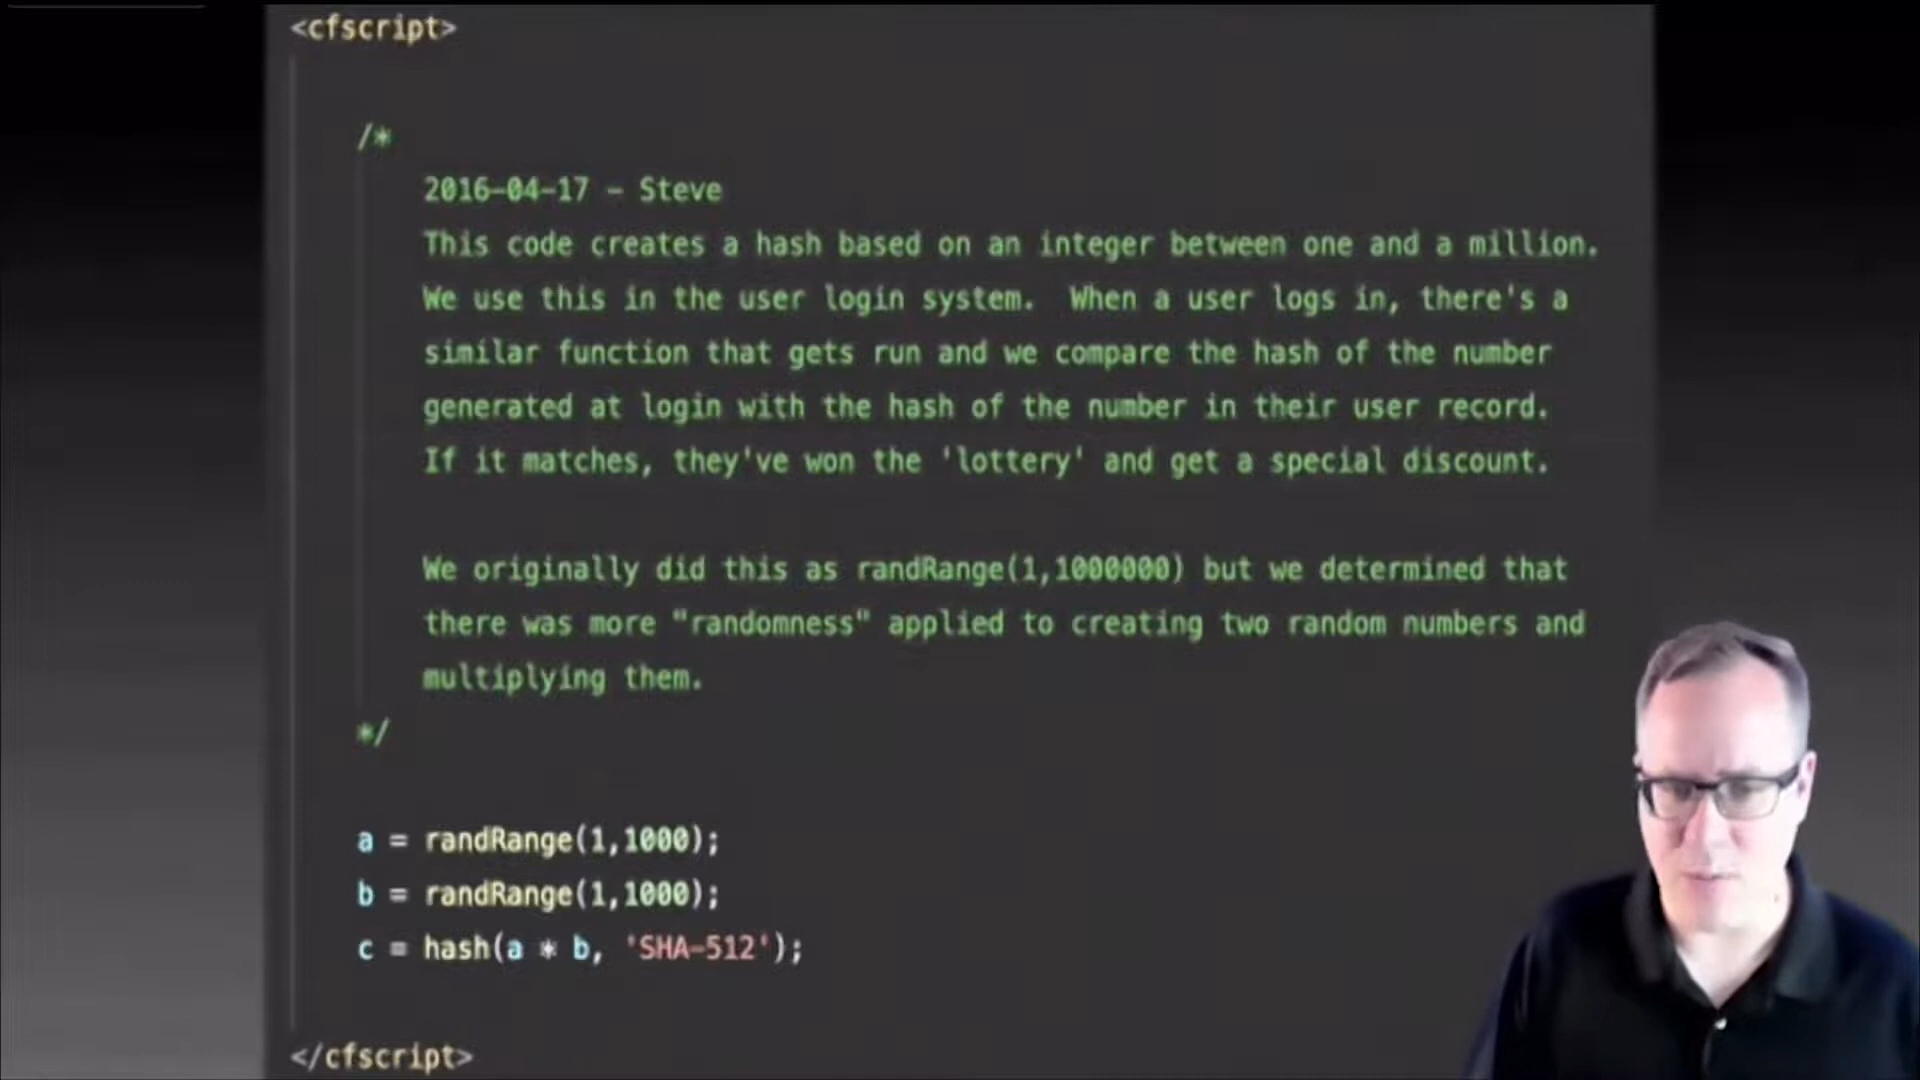 <cfscript>
/*
2016-04-17 - Steve
This code creates a hash based on an integer between one and a million.
We use this in the user login system.  When a user logs in, there's a
similar function that gets run and we compare the hash of the number
generated at login with the hash of the number in their user record.
If it matches, they've won the 'lottery' and get a special discount.
We originally did this as randRange(1,1000000) but we determined that
there was more "randomness" applied to creating two random numbers and
multiplying them.
*/
a = randRange(1,1000);
b = randRange(1,1000);
c = hash(a * b, 'SHA-512');
</cfscript>